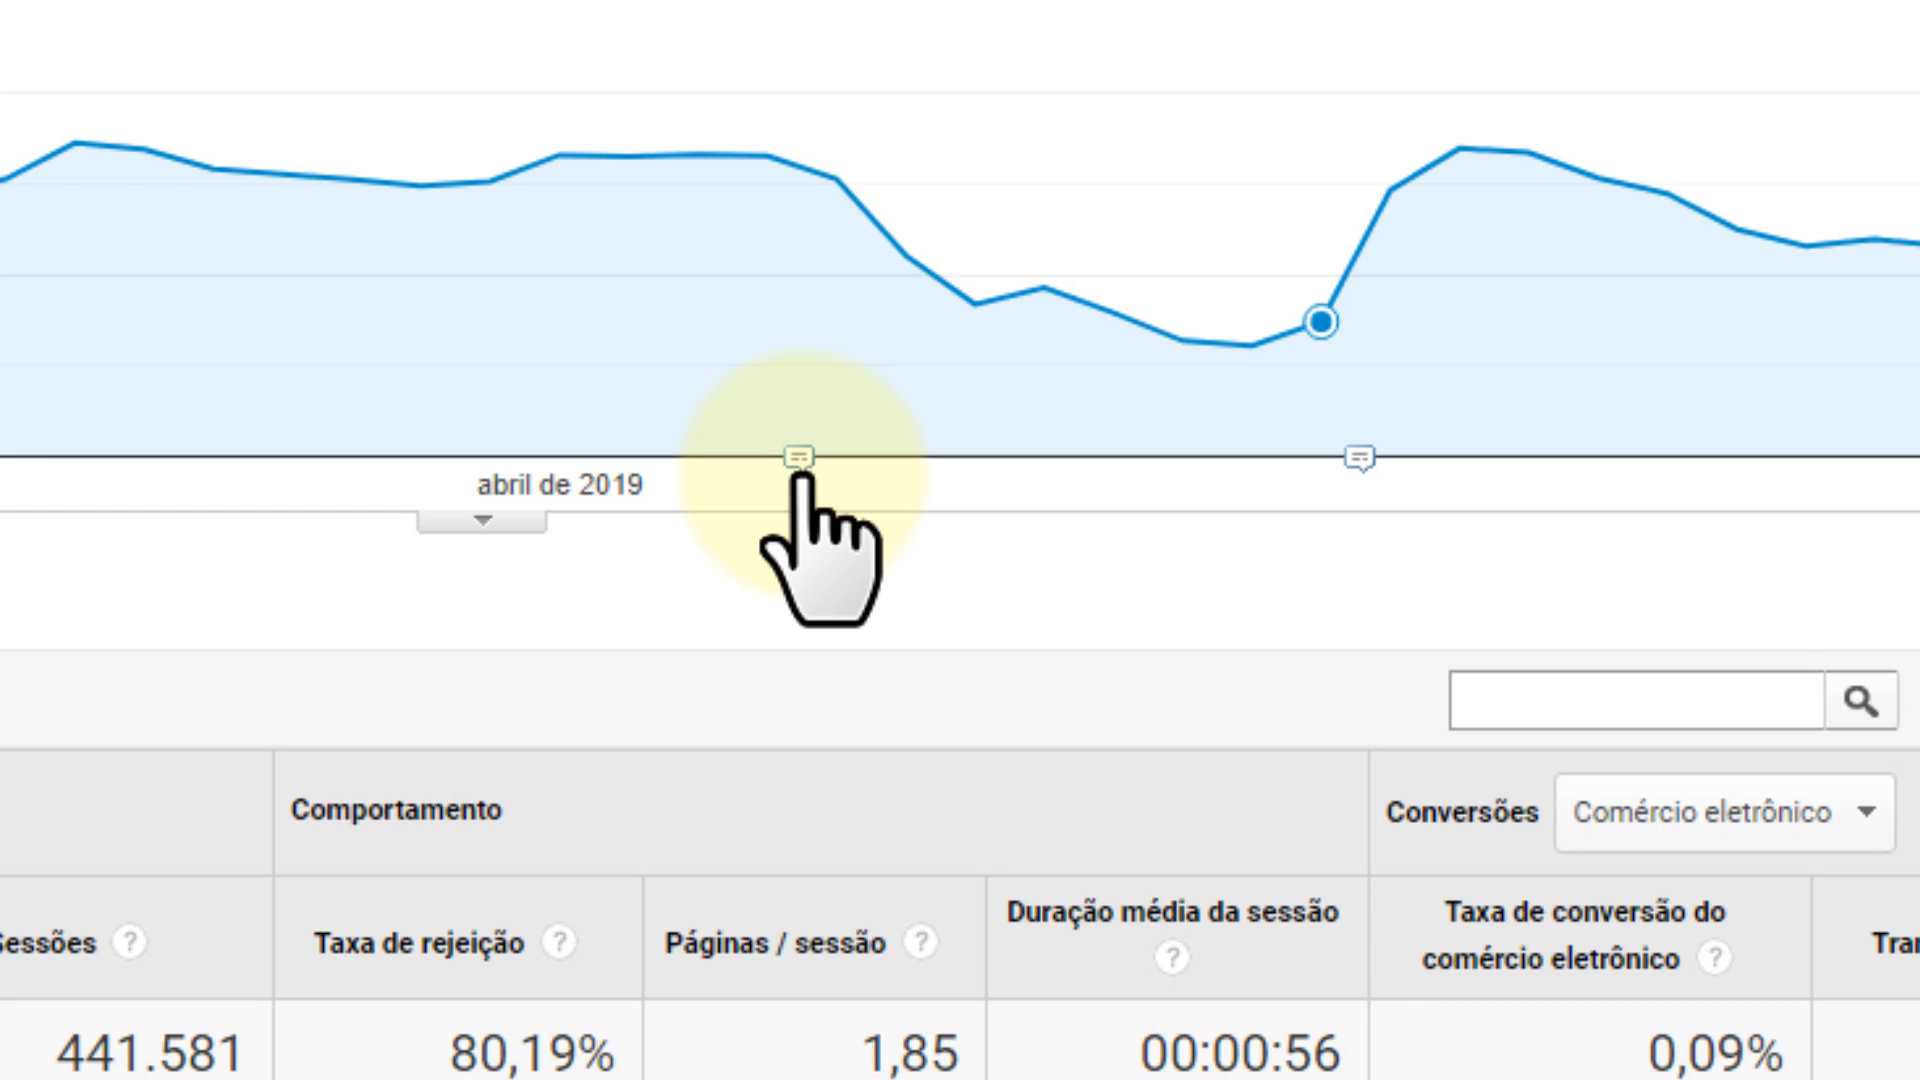 abril de 2019
Comportamento
Conversões Comércio eletrônico
Sessões ?
Taxa de rejeição ?
Páginas / sessão ?
Duração média da sessão
?
Taxa de conversão do
comércio eletrônico ?
441.581
80,19%
1,85
00:00:56
0,09%